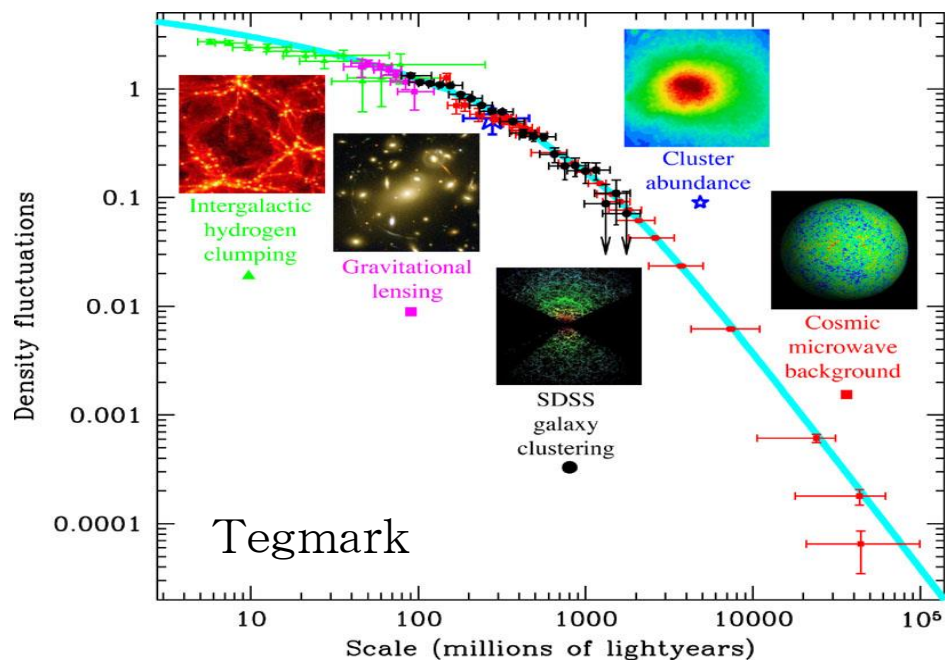 Density fluctuations
1
0.1
0.01
0.001
0.0001
Intergalactic
hydrogen
clumping
Gravitational
lensing
Cluster
abundance
SDSS
galaxy
clustering
Cosmic
microwave
background
Tegmark
10
100
1000
10000
10⁵
Scale (millions of lightyears)